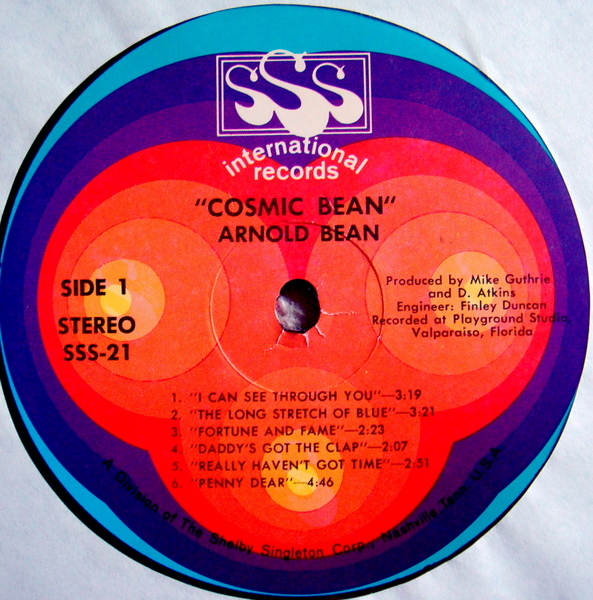 SSS
international
records
"COSMIC BEAN"
ARNOLD BEAN
SIDE 1
STEREO
SSS-21
Produced by Mike Guthrie
and D. Atkins
Engineer: Finley Duncan
Recorded at Playground Studio,
Valparaiso, Florida
1. "I CAN SEE THROUGH YOU"—3:19
2. "THE LONG STRETCH OF BLUE"—3:21
3. "FORTUNE AND FAME"—2:23
4. "DADDY'S GOT THE CLAP"—2:07
5. "REALLY HAVEN'T GOT TIME"—2:51
6. "PENNY DEAR"—4:46
A Division of The Shelby Singleton Corp., Nashville, Tenn. U.S.A.